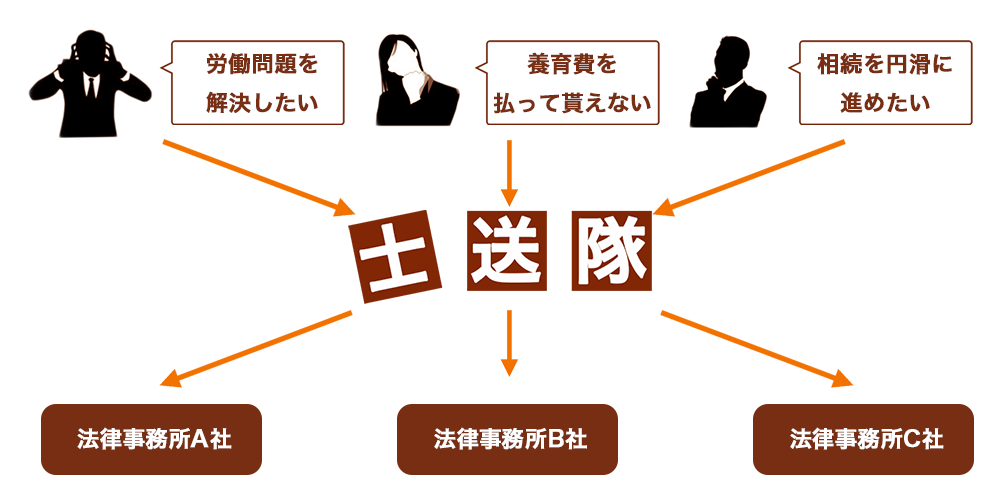 労働問題を
解決したい
養育費を
払って貰えない
相続を円滑に
進めたい
士送隊
法律事務所A社
法律事務所B社
法律事務所C社